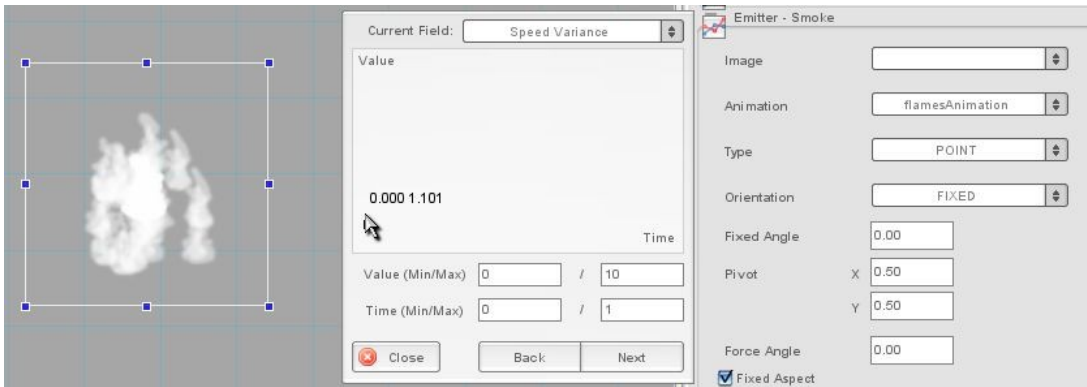 Current Field: Speed Variance
Value
0.000 1.101
Time
Value (Min/Max) 0 / 10
Time (Min/Max) 0 / 1
Close Back Next
Emitter - Smoke
Image
Animation flamesAnimation
Type POINT
Orientation FIXED
Fixed Angle 0.00
Pivot X 0.50
Y 0.50
Force Angle 0.00
Fixed Aspect